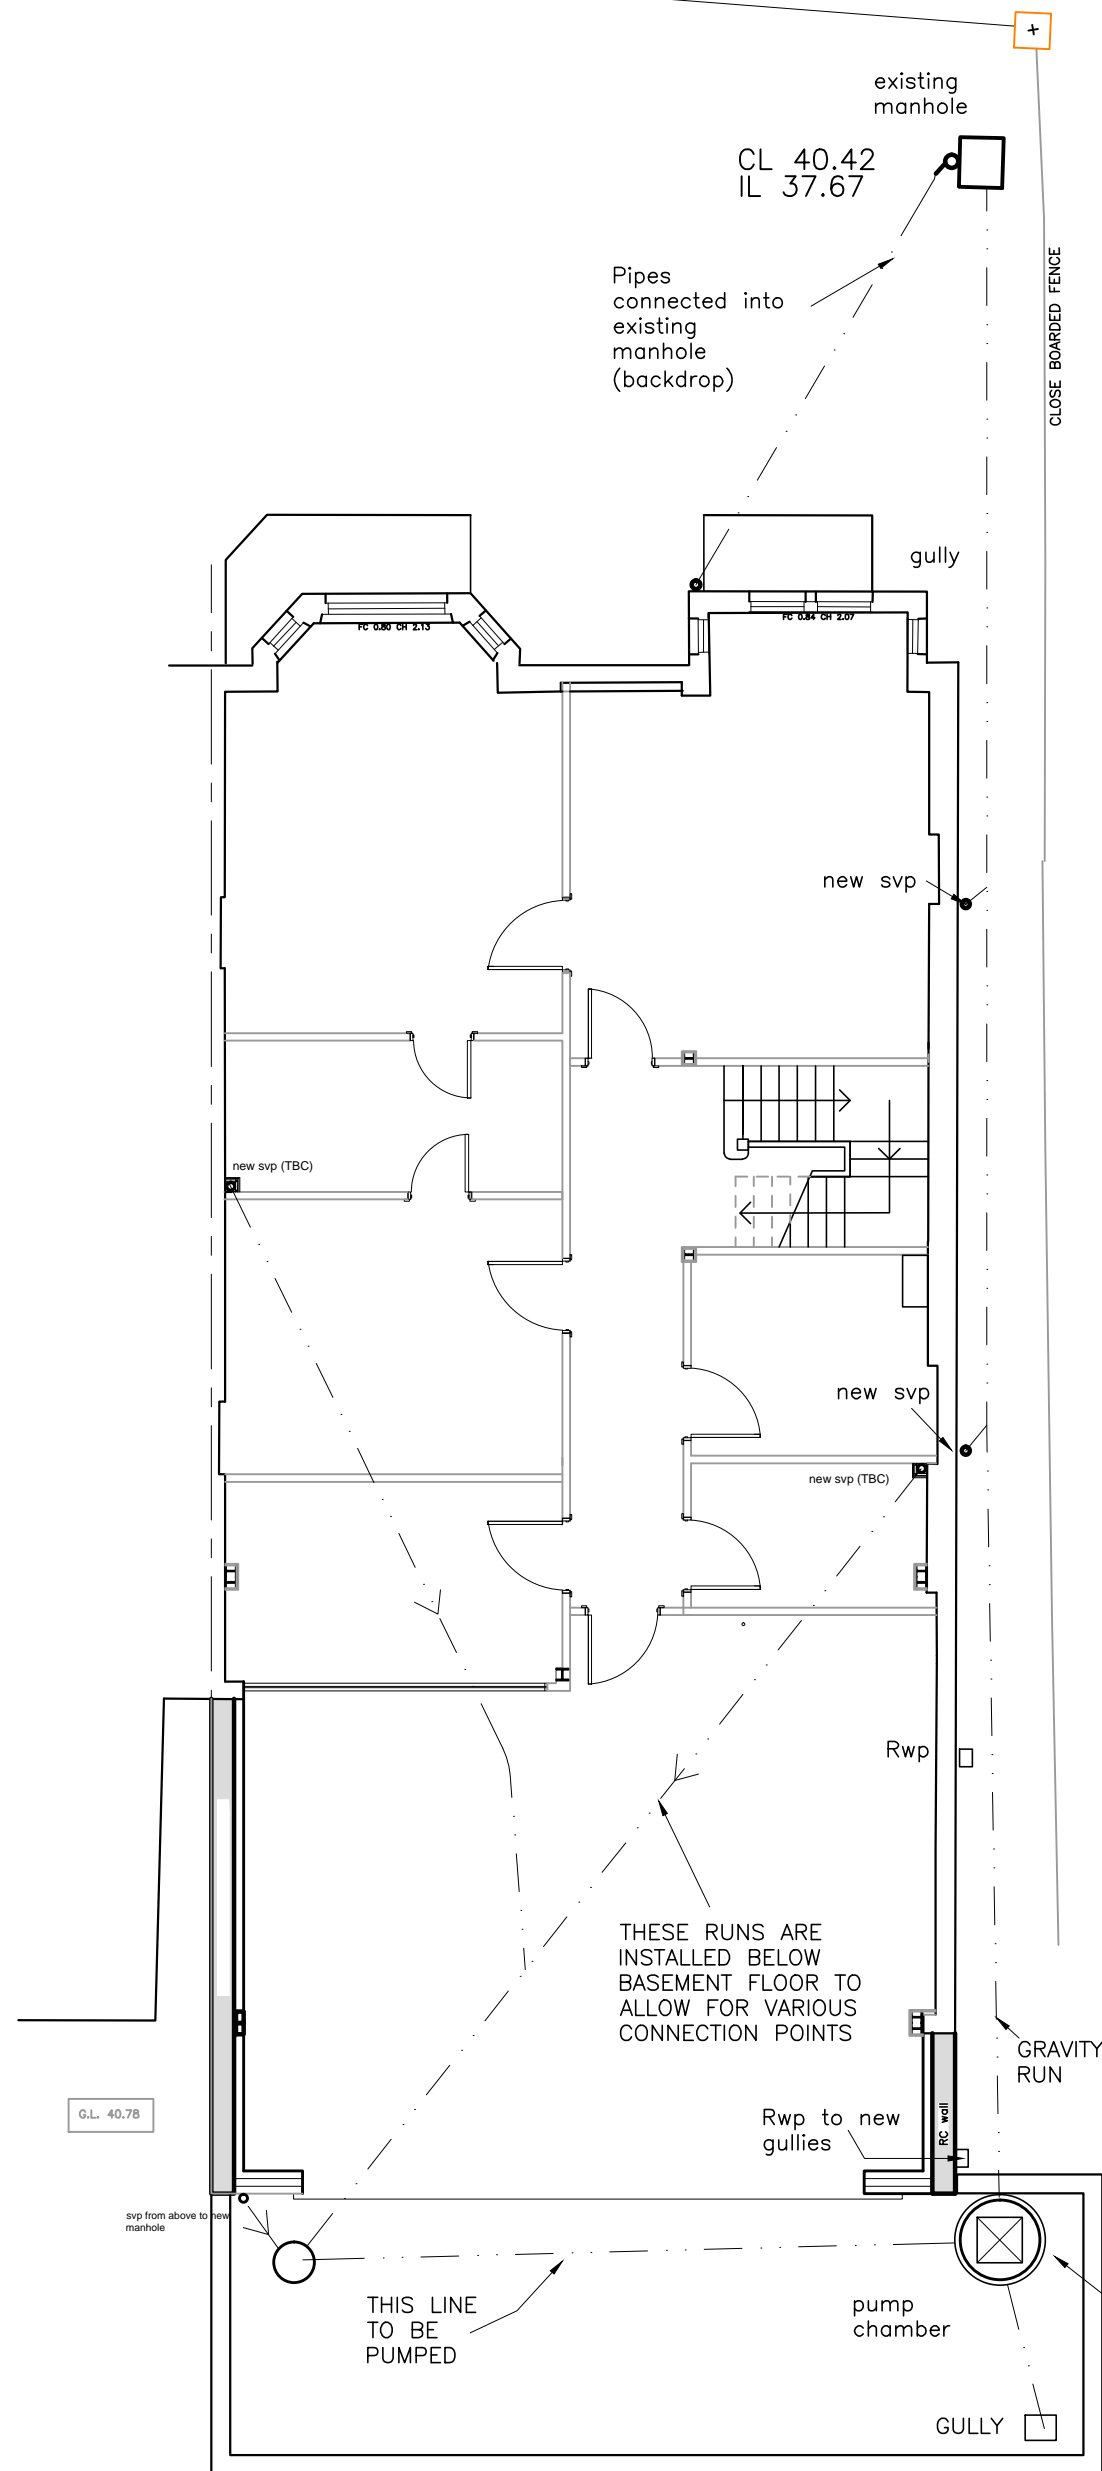 existing
manhole
CL 40.42
IL 37.67
Pipes
connected into
existing
manhole
(backdrop)
CLOSE BOARDED FENCE
gully
FC 0.80 CH 2.13
FC 0.84 CH 2.07
new svp
new svp (TBC)
new svp
new svp (TBC)
Rwp
THESE RUNS ARE
INSTALLED BELOW
BASEMENT FLOOR TO
ALLOW FOR VARIOUS
CONNECTION POINTS
GRAVITY
RUN
G.L. 40.78
Rwp to new
gullies
RC wall
svp from above to new
manhole
THIS LINE
TO BE
PUMPED
pump
chamber
GULLY